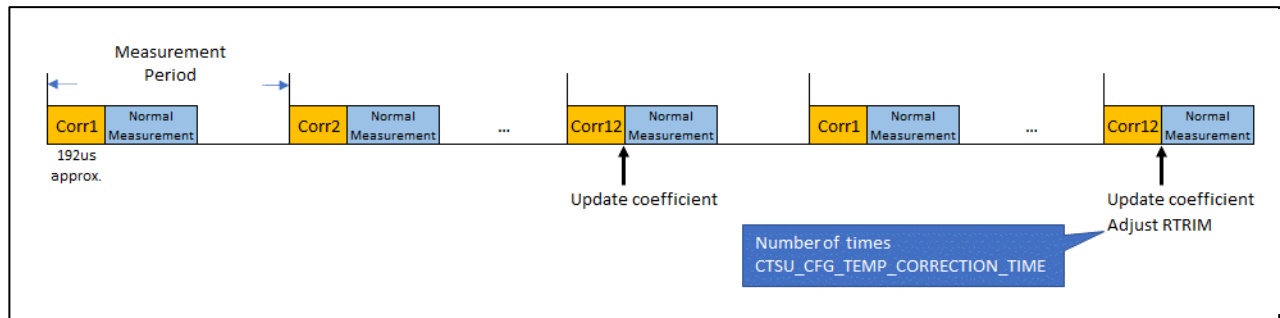 Measurement
Period
Corr1
Normal
Measurement
Corr2
Normal
Measurement
...
Corr12
Normal
Measurement
Corr1
Normal
Measurement
...
Corr12
Normal
Measurement
192us
approx.
Update coefficient
Update coefficient
Adjust RTRIM
Number of times
CTSU_CFG_TEMP_CORRECTION_TIME